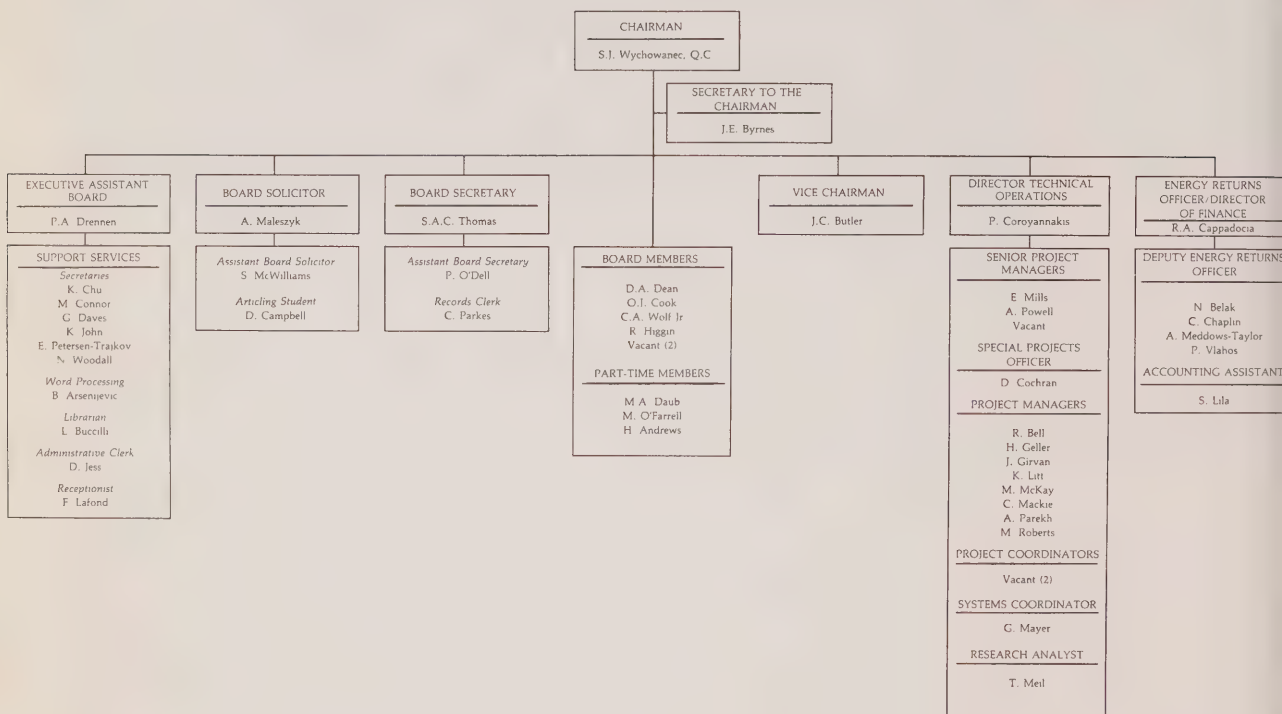 CHAIRMAN
S.J. Wychowanec, Q.C
SECRETARY TO THE
CHAIRMAN
J.E. Byrnes
EXECUTIVE ASSISTANT
BOARD
P.A Drennen
SUPPORT SERVICES
Secretaries
K. Chu
M Connor
G Daves
K John
E. Petersen-Trajkov
N Woodall
Word Processing
B Arsenijevic
Librarian
L Buccilli
Administrative Clerk
D. Jess
Receptionist
F Lafond
BOARD SOLICITOR
A. Maleszyk
Assistant Board Solicitor
S McWilliams
Articling Student
D. Campbell
BOARD SECRETARY
S.A.C. Thomas
Assistant Board Secretary
P. O'Dell
Records Clerk
C. Parkes
BOARD MEMBERS
D.A. Dean
O.J. Cook
C.A. Wolf Jr
R Higgin
Vacant (2)
PART-TIME MEMBERS
M A Daub
M. O'Farrell
H Andrews
VICE CHAIRMAN
J.C. Butler
DIRECTOR TECHNICAL
OPERATIONS
P. Coroyannakis
SENIOR PROJECT
MANAGERS
E Mills
A. Powell
Vacant
SPECIAL PROJECTS
OFFICER
D Cochran
PROJECT MANAGERS
R. Bell
H. Geller
J. Girvan
K. Litt
M. McKay
C. Mackie
A. Parekh
M Roberts
PROJECT COORDINATORS
Vacant (2)
SYSTEMS COORDINATOR
G. Mayer
RESEARCH ANALYST
T. Meil
ENERGY RETURNS
OFFICER/DIRECTOR
OF FINANCE
R.A. Cappadocia
DEPUTY ENERGY RETURNS
OFFICER
N Belak
C. Chaplin
A. Meddows-Taylor
P. Vlahos
ACCOUNTING ASSISTANT
S. Lila